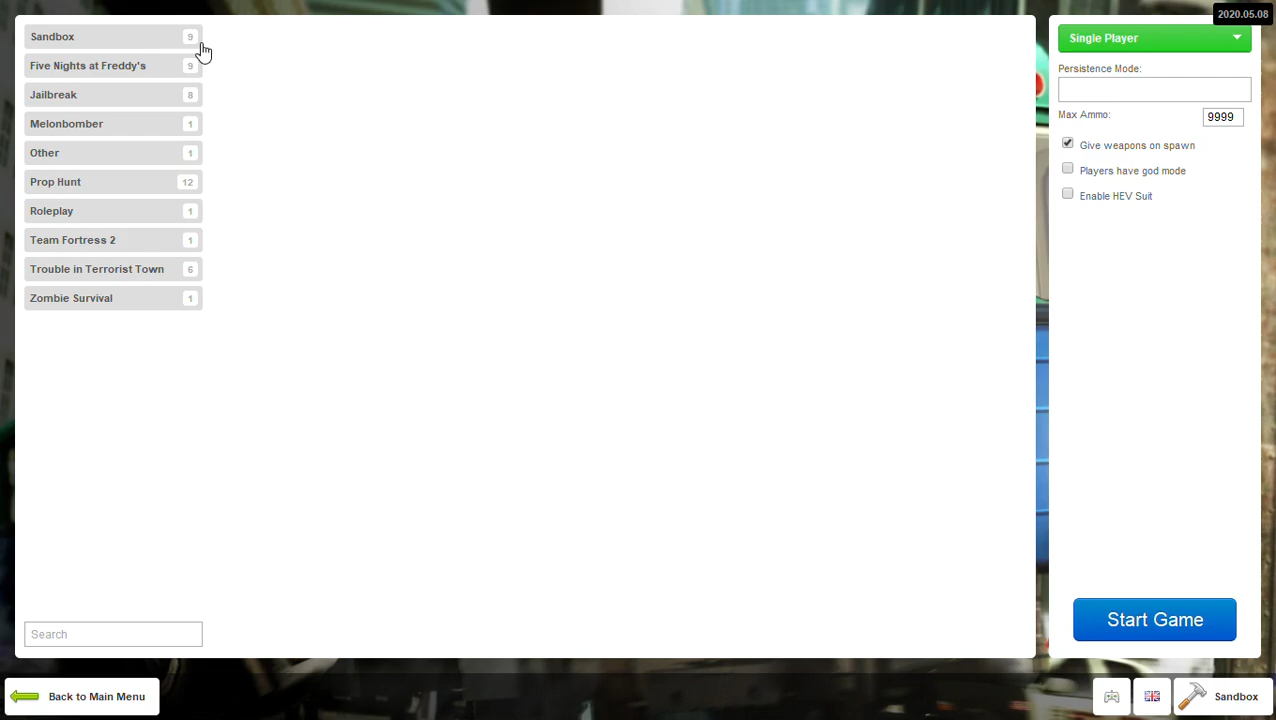 2020.05.08
Sandbox 9
Five Nights at Freddy's 9
Jailbreak 8
Melonbomber 1
Other 1
Prop Hunt 12
Roleplay 1
Team Fortress 2 1
Trouble in Terrorist Town 6
Zombie Survival 1
Search
Single Player
Persistence Mode:
Max Ammo: 9999
Give weapons on spawn
Players have god mode
Enable HEV Suit
Start Game
Back to Main Menu
Sandbox